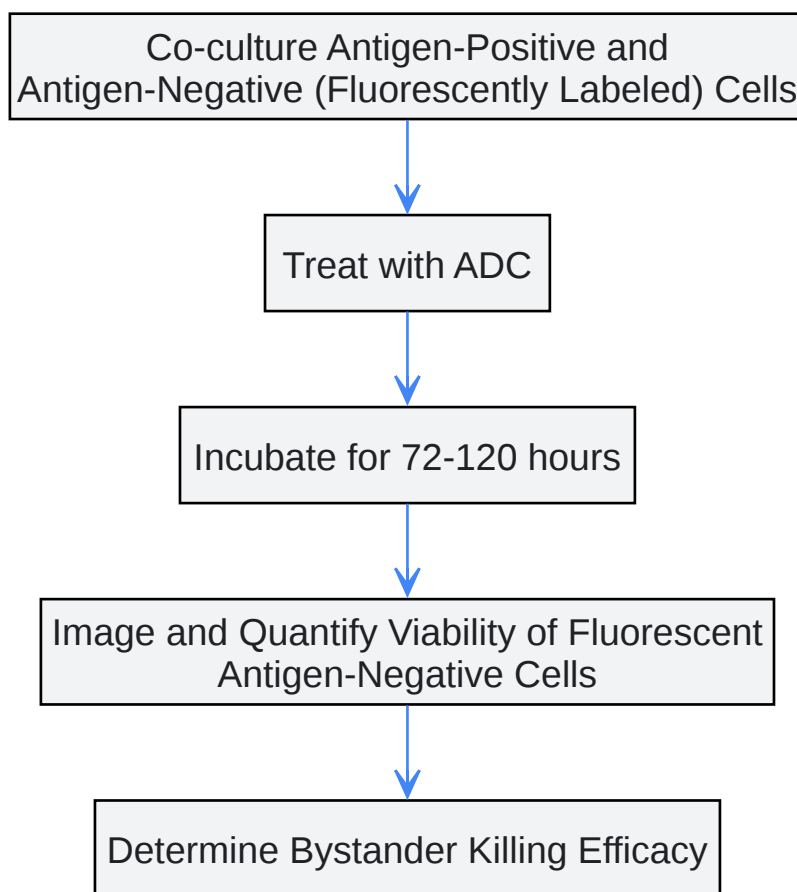 Co-culture Antigen-Positive and
Antigen-Negative (Fluorescently Labeled) Cells
Treat with ADC
Incubate for 72-120 hours
Image and Quantify Viability of Fluorescent
Antigen-Negative Cells
Determine Bystander Killing Efficacy